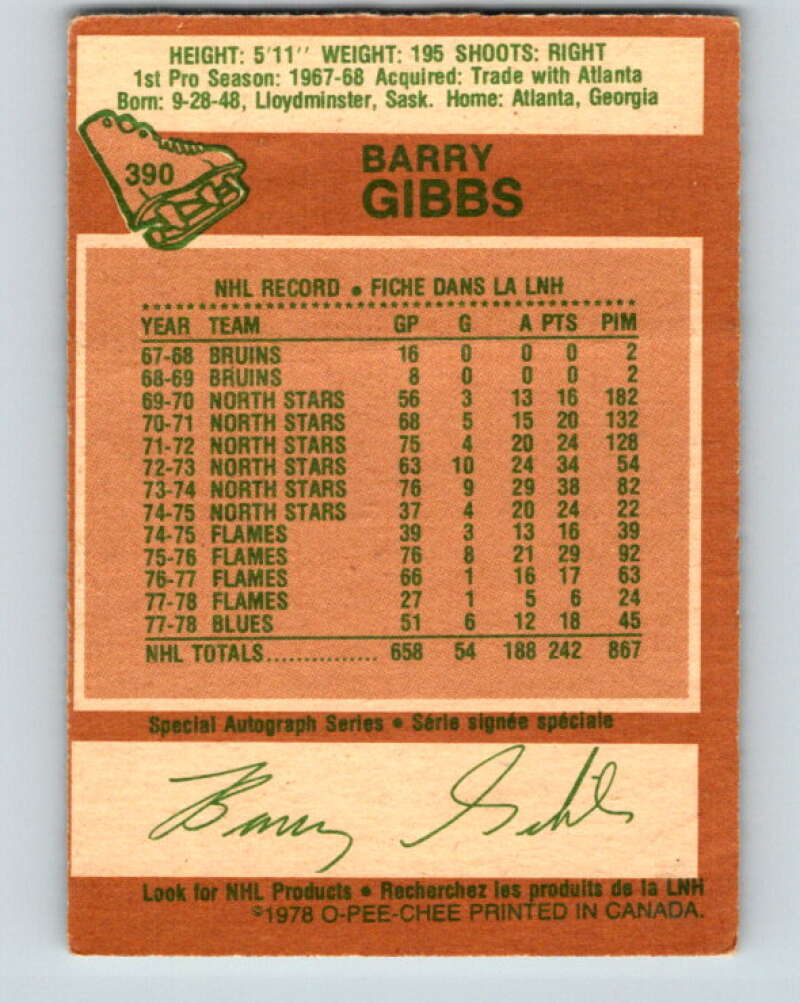 HEIGHT: 5'11'' WEIGHT: 195 SHOOTS: RIGHT
1st Pro Season: 1967-68 Acquired: Trade with Atlanta
Born: 9-28-48, Lloydminster, Sask. Home: Atlanta, Georgia
390
BARRY
GIBBS
NHL RECORD • FICHE DANS LA LNH
YEAR TEAM GP G A PTS PIM
67-68 BRUINS 16 0 0 0 2
68-69 BRUINS 8 0 0 0 2
69-70 NORTH STARS 56 3 13 16 182
70-71 NORTH STARS 68 5 15 20 132
71-72 NORTH STARS 75 4 20 24 128
72-73 NORTH STARS 63 10 24 34 54
73-74 NORTH STARS 76 9 29 38 82
74-75 NORTH STARS 37 4 20 24 22
74-75 FLAMES 39 3 13 16 39
75-76 FLAMES 76 8 21 29 92
76-77 FLAMES 66 1 16 17 63
77-78 FLAMES 27 1 5 6 24
77-78 BLUES 51 6 12 18 45
NHL TOTALS............... 658 54 188 242 867
Special Autograph Series • Série signée spéciale
Barry Gibbs
Look for NHL Products • Recherchez les produits de la LNH
©1978 O-PEE-CHEE PRINTED IN CANADA.